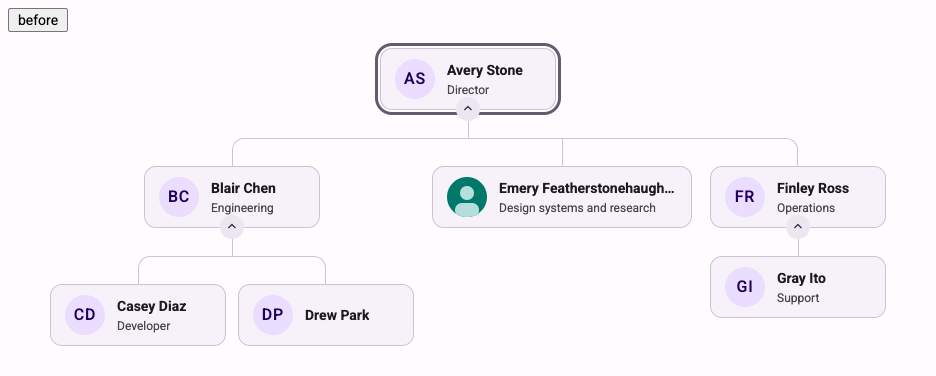 before
AS
Avery Stone
Director
BC
Blair Chen
Engineering
Emery Featherstonehaugh…
Design systems and research
FR
Finley Ross
Operations
CD
Casey Diaz
Developer
DP
Drew Park
GI
Gray Ito
Support